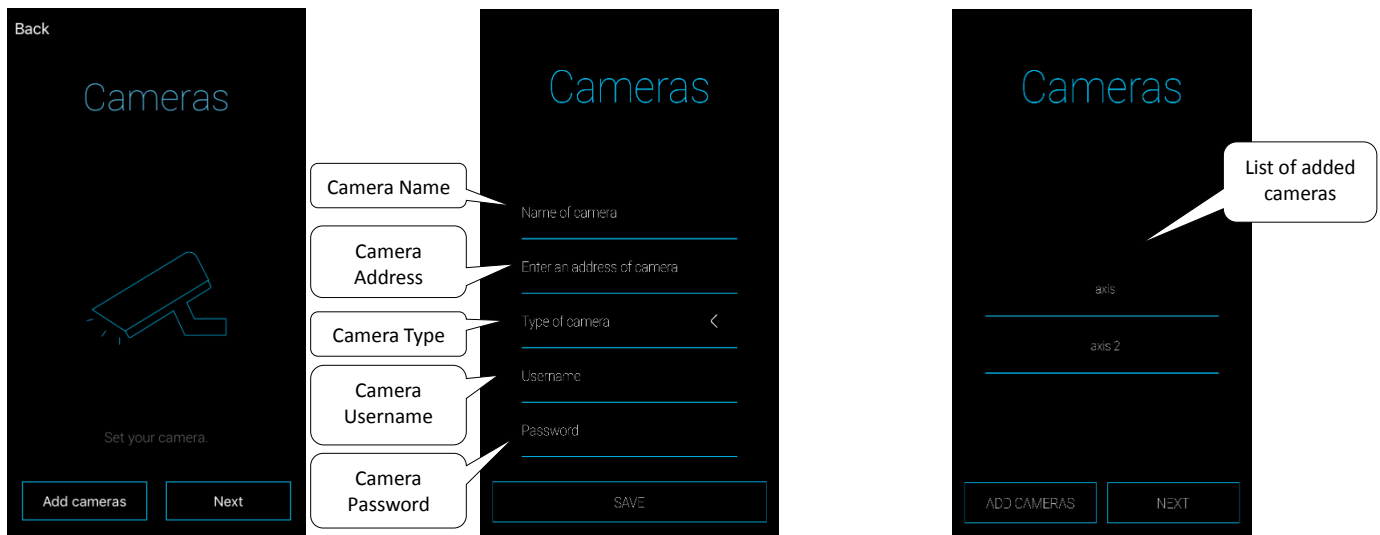 Back
Cameras
Set your camera.
Add cameras
Next
Camera Name
Camera
Address
Camera Type
Camera
Username
Camera
Password
Cameras
Name of camera
Enter an address of camera
Type of camera
Username
Password
SAVE
Cameras
List of added
cameras
axis
axis 2
ADD CAMERAS
NEXT